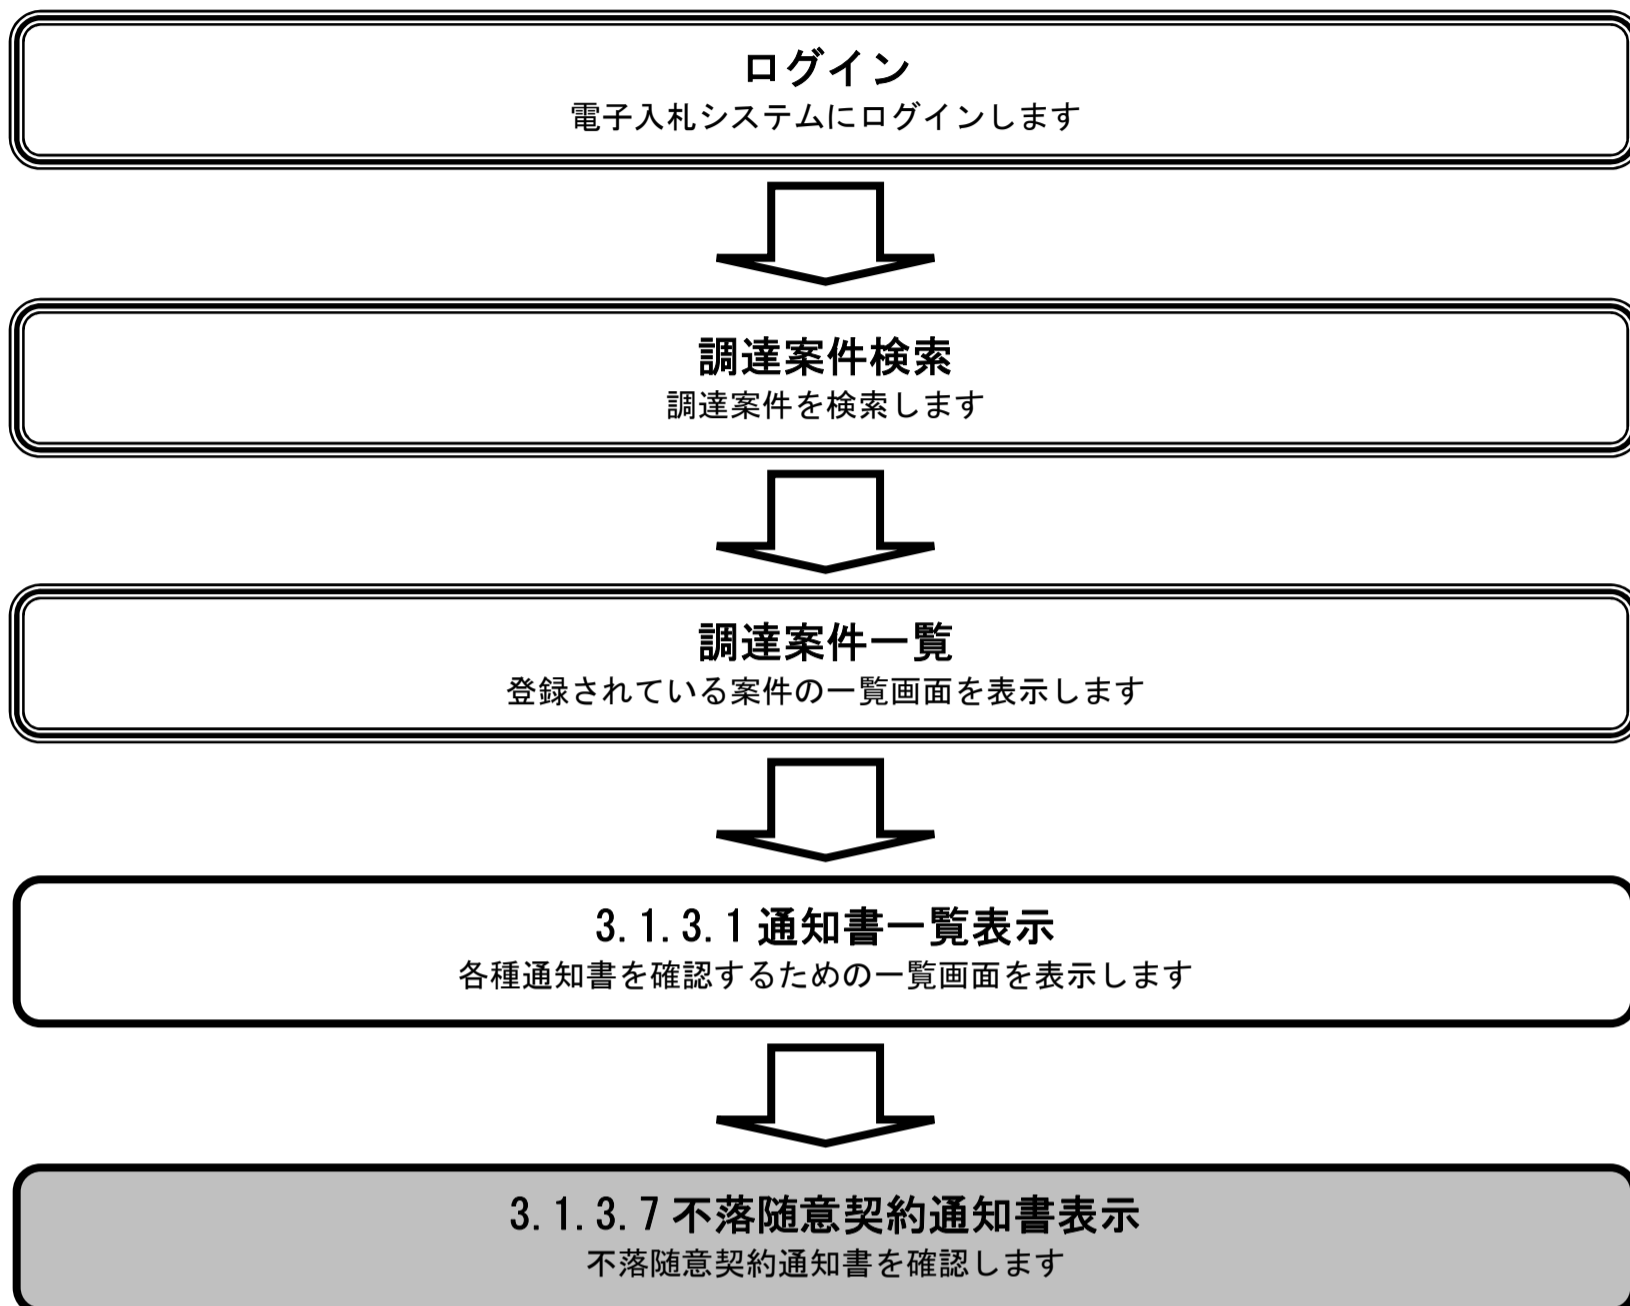 ログイン
電子入札システムにログインします
調達案件検索
調達案件を検索します
調達案件一覧
登録されている案件の一覧画面を表示します
3.1.3.1 通知書一覧表示
各種通知書を確認するための一覧画面を表示します
3.1.3.7 不落随意契約通知書表示
不落随意契約通知書を確認します